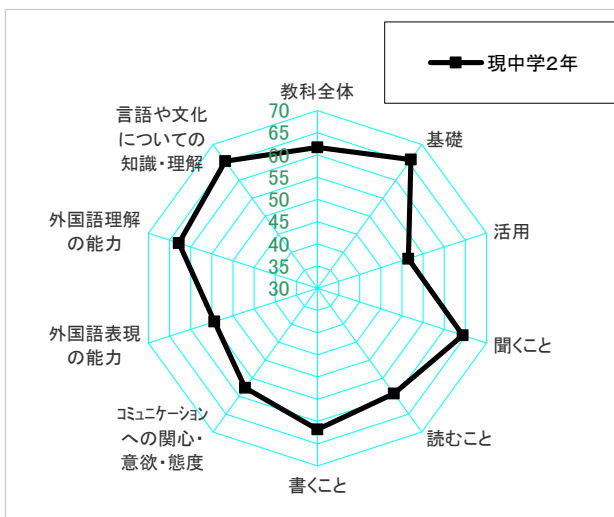 現中学2年
教科全体
70
65
60
55
50
45
40
35
30
基礎
活用
聞くこと
読むこと
書くこと
コミュニケーション
への関心・
意欲・態度
外国語表現
の能力
外国語理解
の能力
言語や文化
についての
知識・理解